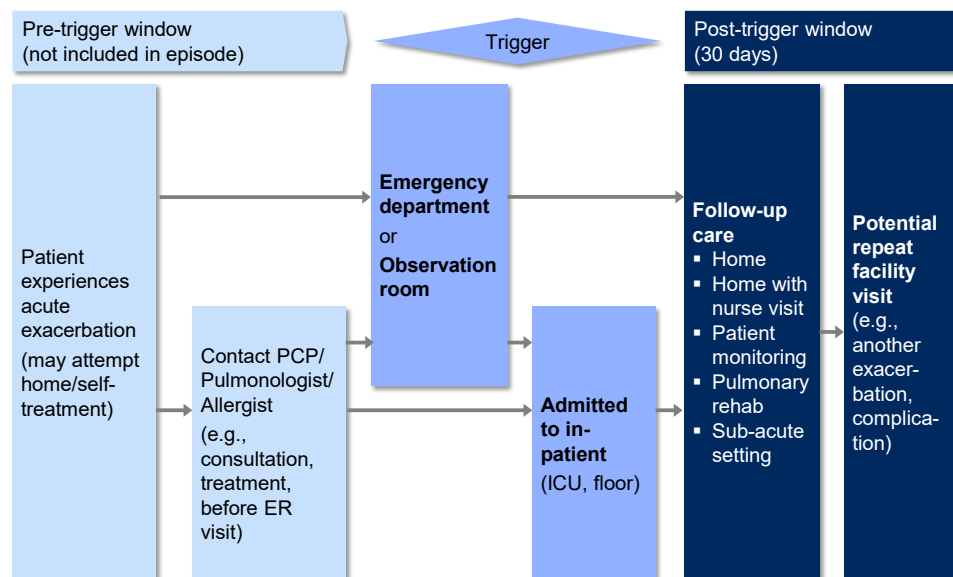 Pre-trigger window
(not included in episode)
Trigger
Post-trigger window
(30 days)
Patient
experiences
acute
exacerbation
(may attempt
home/self-
treatment)
Contact PCP/
Pulmonologist/
Allergist
(e.g.,
consultation,
treatment,
before ER
visit)
Emergency
department
or
Observation
room
Admitted
to in-
patient
(ICU, floor)
Follow-up
care
▪ Home
▪ Home with
nurse visit
▪ Patient
monitoring
▪ Pulmonary
rehab
▪ Sub-acute
setting
Potential
repeat
facility
visit
(e.g.,
another
exacer-
bation,
complica-
tion)